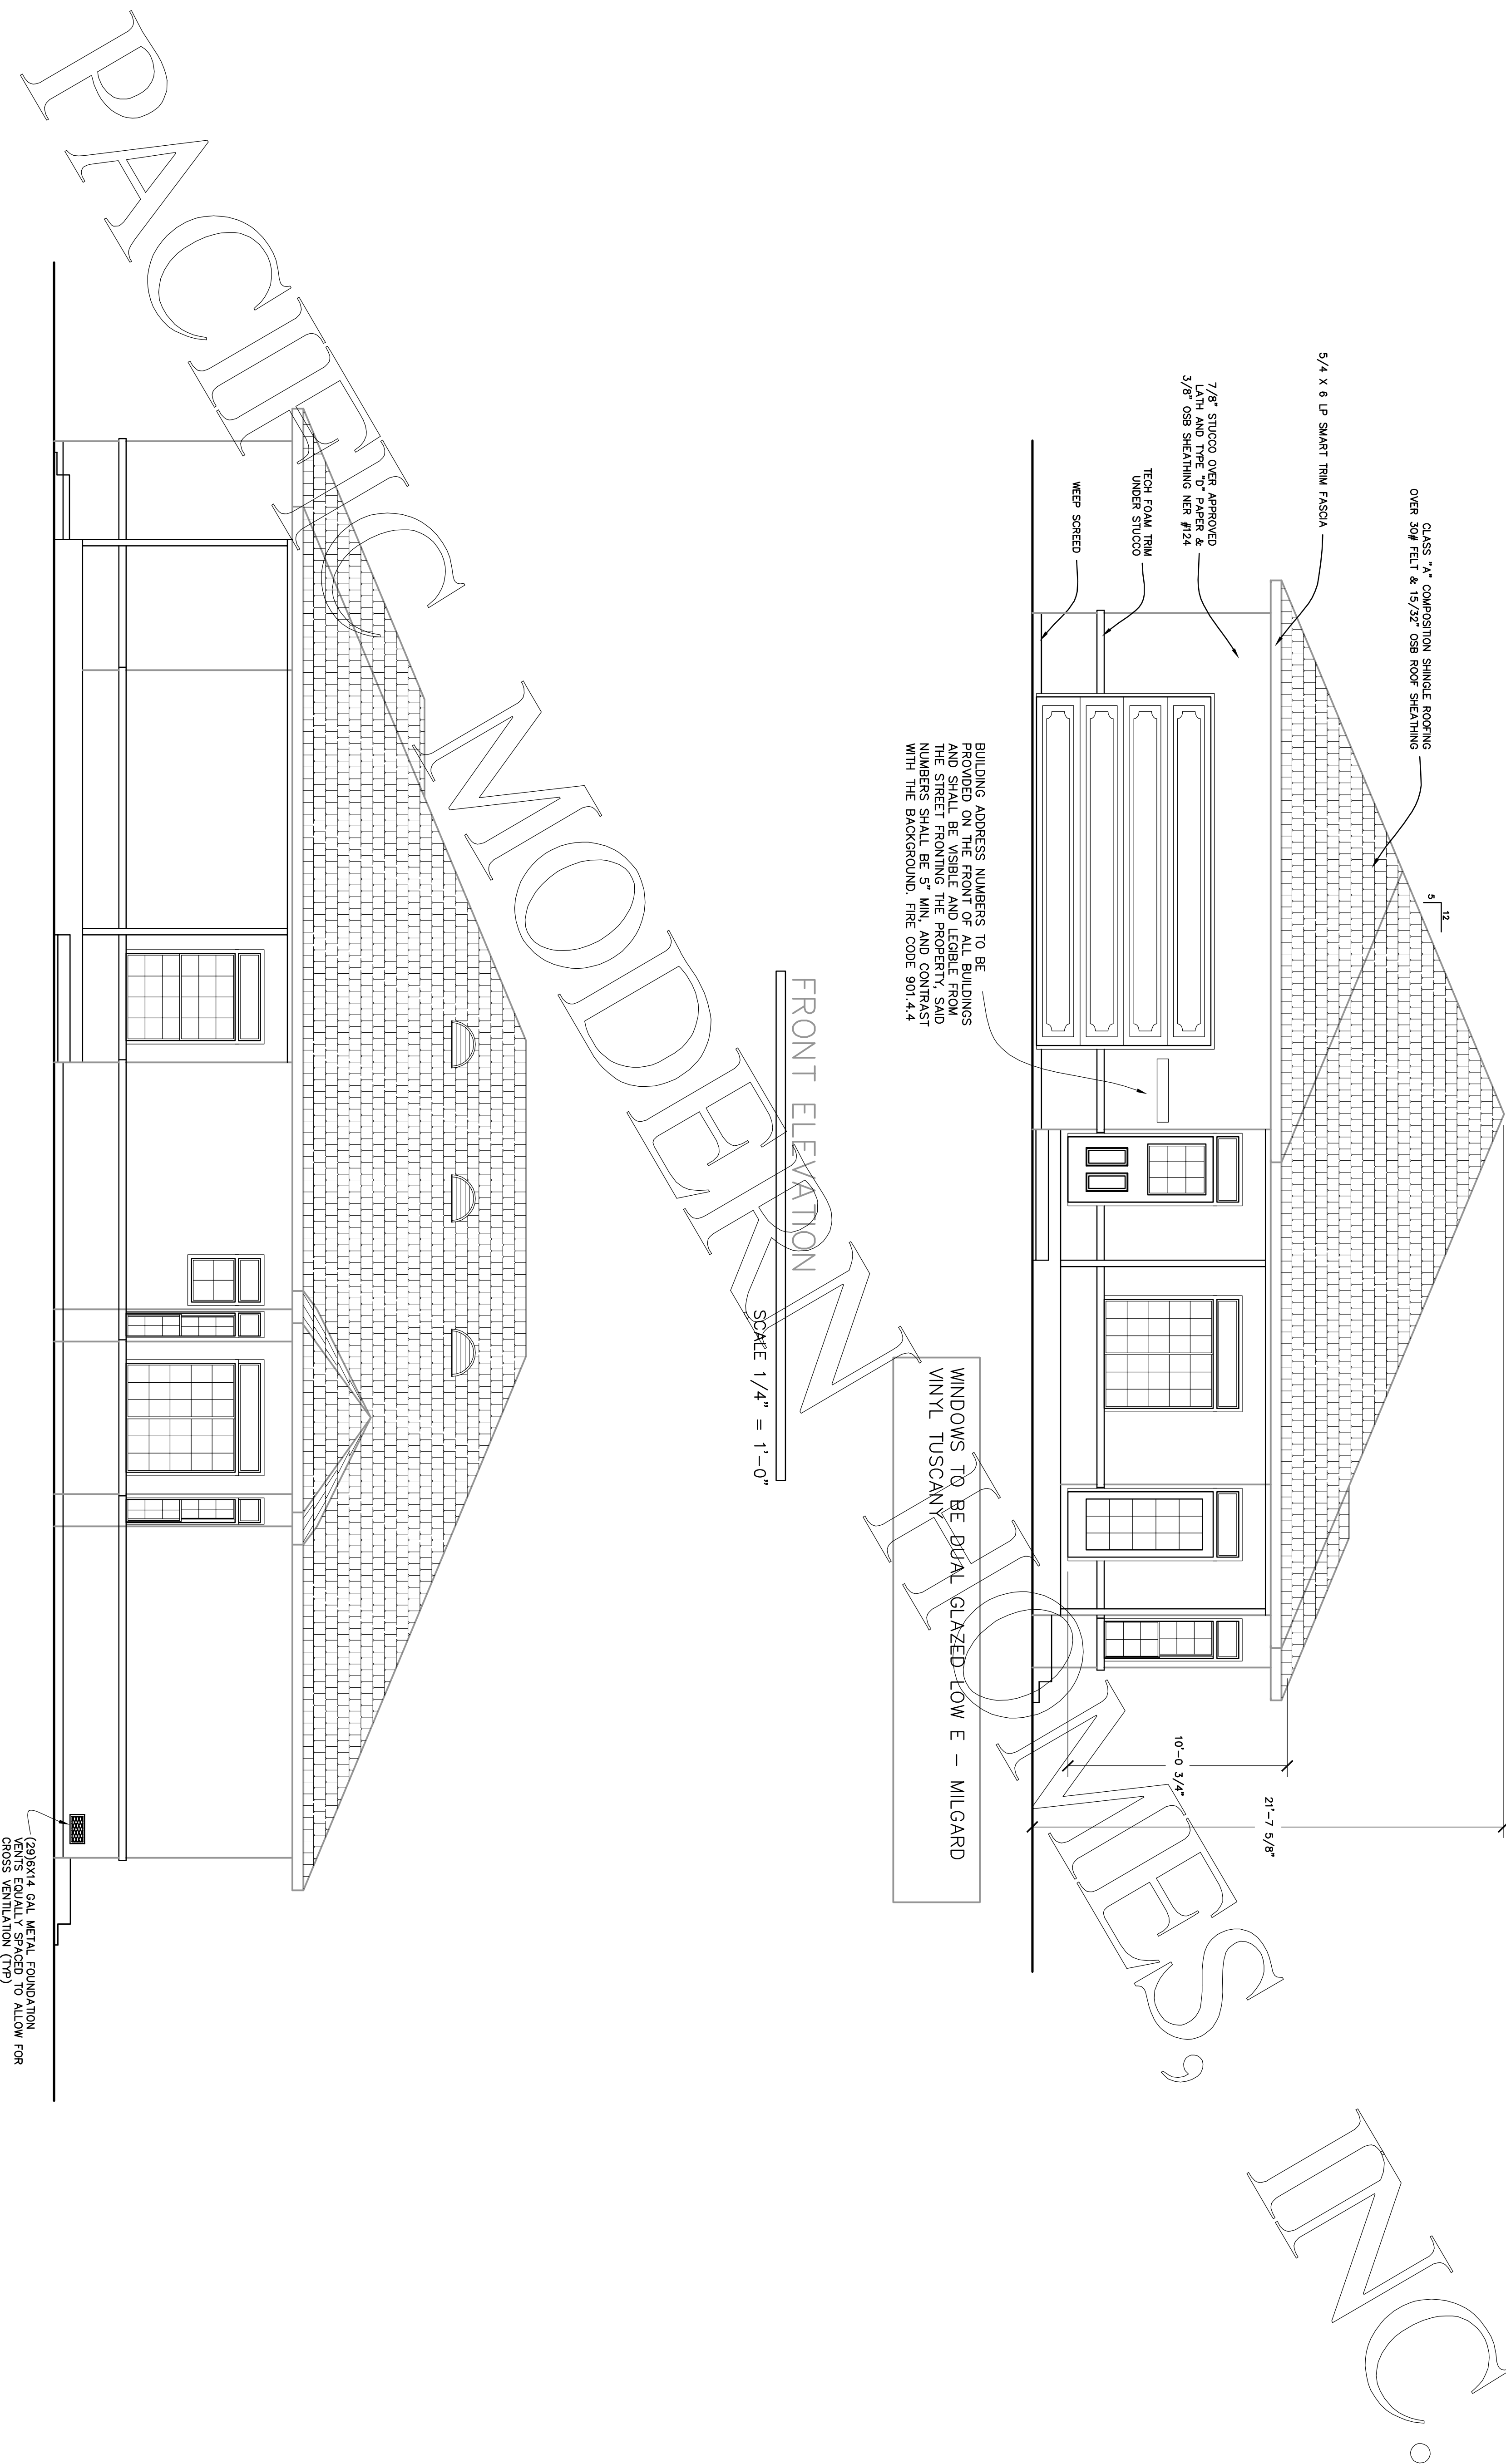 CLASS "A" COMPOSITION SHINGLE ROOFING
OVER 30# FELT & 15/32" OSB ROOF SHEATHING
12
5
5/4 X 6 LP SMART TRIM FASCIA
7/8" STUCCO OVER APPROVED
LATH AND TYPE "D" PAPER &
3/8" OSB SHEATHING NER #124
TECH FOAM TRIM
UNDER STUCCO
WEEP SCREED
21'-7 5/8"
10'-0 3/4"
BUILDING ADDRESS NUMBERS TO BE
PROVIDED ON THE FRONT OF ALL BUILDINGS
AND SHALL BE VISIBLE AND LEGIBLE FROM
THE STREET FRONTING THE PROPERTY, SAID
NUMBERS SHALL BE 5" MIN, AND CONTRAST
WITH THE BACKGROUND. FIRE CODE 901.4.4
WINDOWS TO BE DUAL GLAZED LOW E - MILGARD
VINYL TUSCANY
FRONT ELEVATION
SCALE 1/4" = 1'-0"
(29)6X14 GAL METAL FOUNDATION
VENTS EQUALLY SPACED TO ALLOW FOR
CROSS VENTILATION (TYP)
PACIFIC MODERN HOMES, INC.